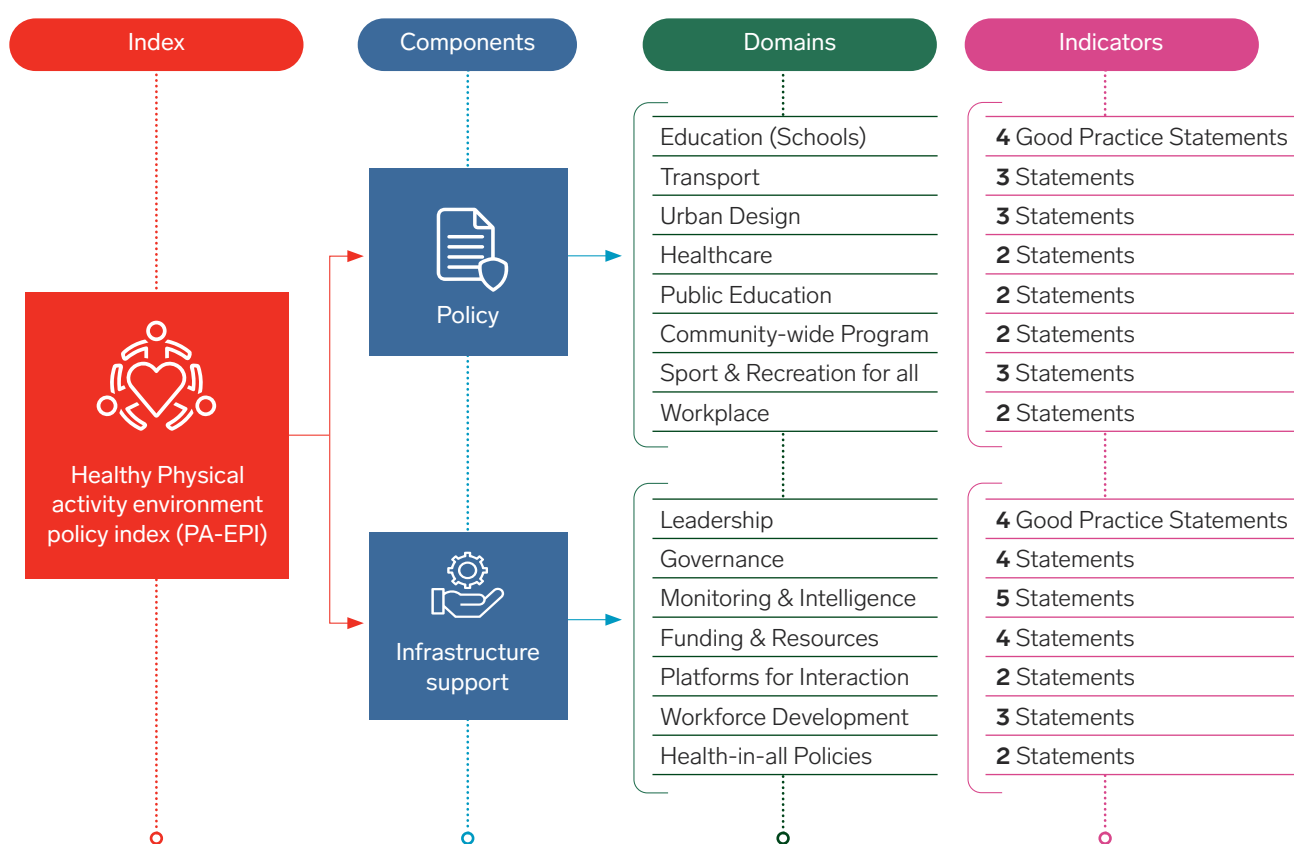 Index
Components
Domains
Indicators
Healthy Physical
activity environment
policy index (PA-EPI)
Policy
Education (Schools)
4 Good Practice Statements
Transport
3 Statements
Urban Design
3 Statements
Healthcare
2 Statements
Public Education
2 Statements
Community-wide Program
2 Statements
Sport & Recreation for all
3 Statements
Workplace
2 Statements
Infrastructure
support
Leadership
4 Good Practice Statements
Governance
4 Statements
Monitoring & Intelligence
5 Statements
Funding & Resources
4 Statements
Platforms for Interaction
2 Statements
Workforce Development
3 Statements
Health-in-all Policies
2 Statements